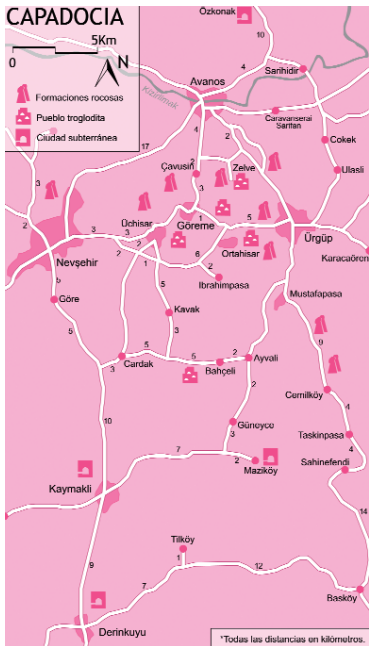 CAPADOCIA
5Km
0
N
Formaciones rocosas
Pueblo troglodita
Ciudad subterránea
Özkonak
10
4
Sarihidir
Avanos
Kizelirmak
Caravanserai
Sarihan
4
Cokek
17
Çavusin
2
Zelve
Ulasli
3
3
2
Üchisar
Göreme
1
5
Ürgüp
3
3
2
2
1
6
Ortahisar
5
Karacaören
Nevşehir
2
Ibrahimpasa
5
Göre
5
Mustafapasa
Kavak
5
3
9
5
5
2
Ayvali
3
Cardak
Bahçeli
2
Cemilköy
10
Güneyce
4
3
Taskinpasa
7
2
Maziköy
4
Sahinefendi
Kaymakli
14
Tilköy
9
1
12
7
Basköy
Derinkuyu
*Todas las distancias en kilómetros.